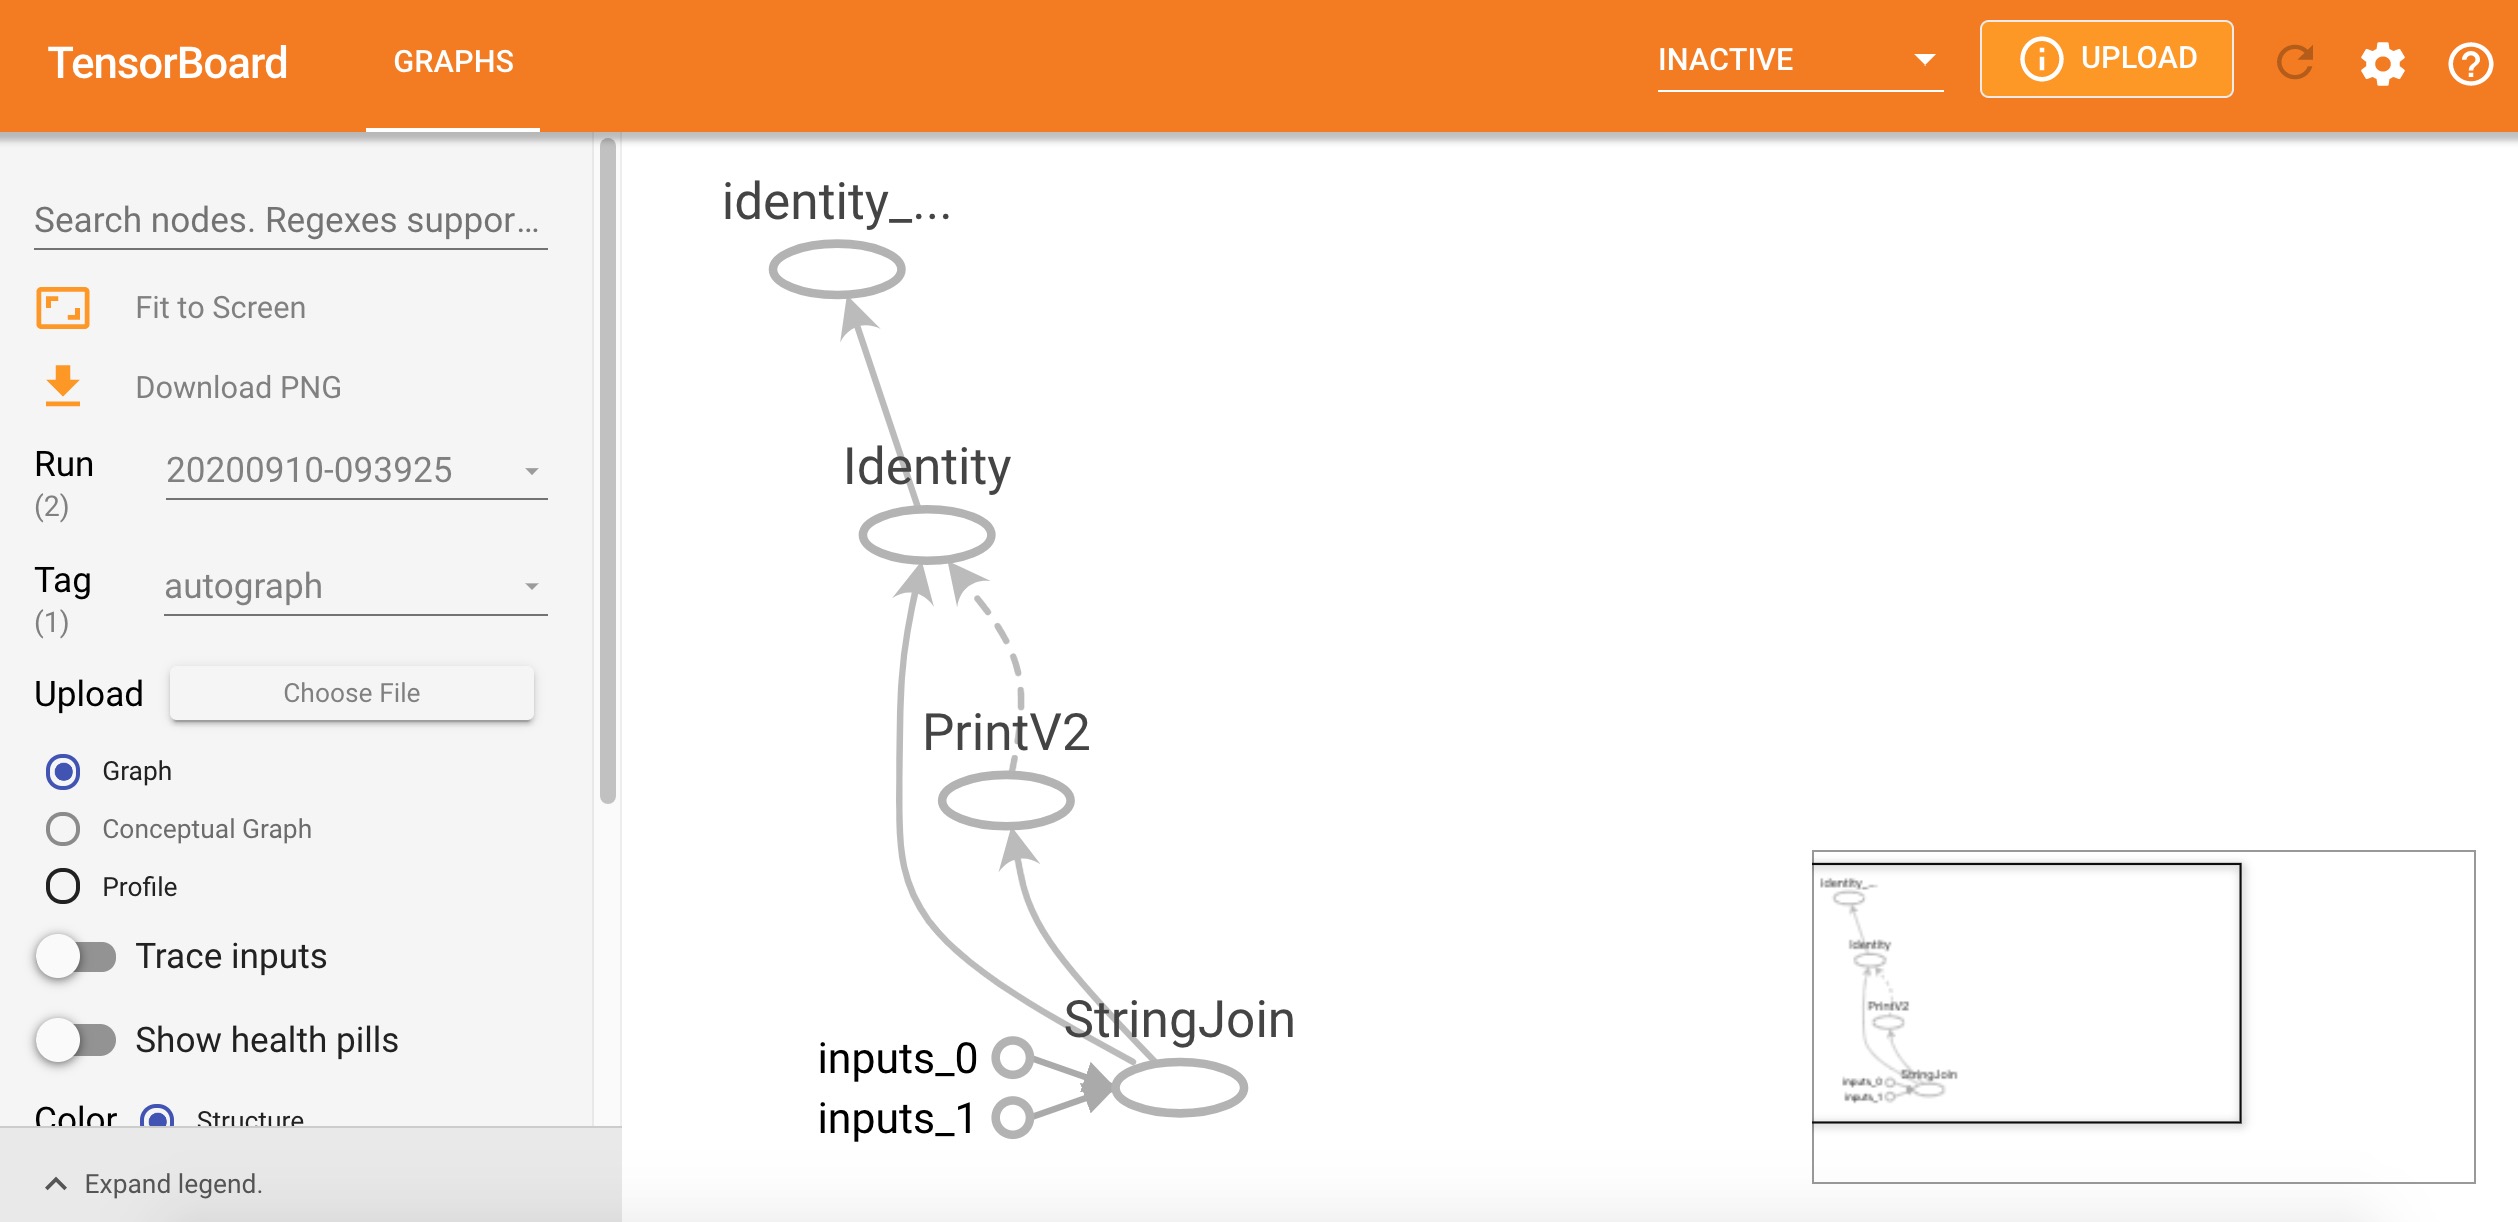 TensorBoard
GRAPHS
INACTIVE
UPLOAD
Search nodes. Regexes suppor...
Fit to Screen
Download PNG
Run
(2)
20200910-093925
Tag
(1)
autograph
Upload
Choose File
Graph
Conceptual Graph
Profile
Trace inputs
Show health pills
Color
Structure
Expand legend.
identity_...
Identity
PrintV2
StringJoin
inputs_0
inputs_1
identity_...
Identity
PrintV2
StringJoin
inputs_0
inputs_1